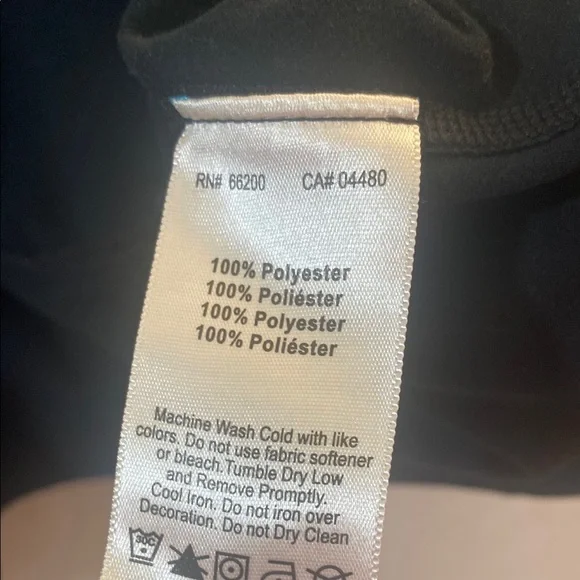 RN# 66200 CA# 04480
100% Polyester
100% Poliéster
100% Polyester
100% Poliéster
Machine Wash Cold with like
colors. Do not use fabric softener
or bleach. Tumble Dry Low
and Remove Promptly.
Cool Iron. Do not iron over
Decoration. Do not Dry Clean
30C